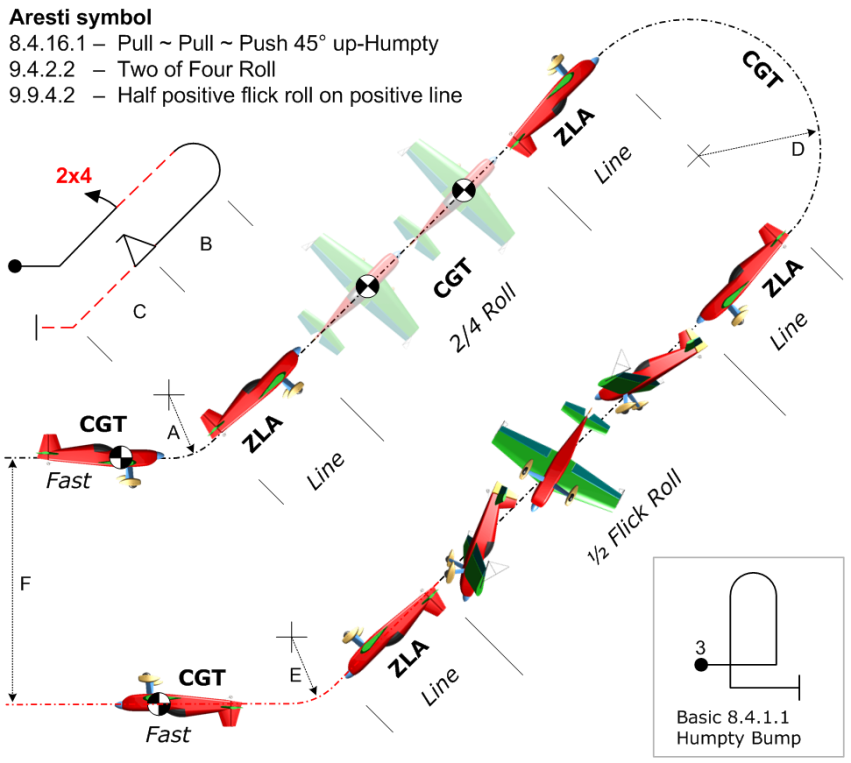 Aresti symbol
8.4.16.1 – Pull ~ Pull ~ Push 45° up-Humpty
9.4.2.2 – Two of Four Roll
9.9.4.2 – Half positive flick roll on positive line
CGT
ZLA
D
Line
2x4
B
C
CGT
2/4 Roll
ZLA
Line
CGT
A
ZLA
Fast
Line
½ Flick Roll
F
3
CGT
E
ZLA
Line
Fast
Basic 8.4.1.1
Humpty Bump